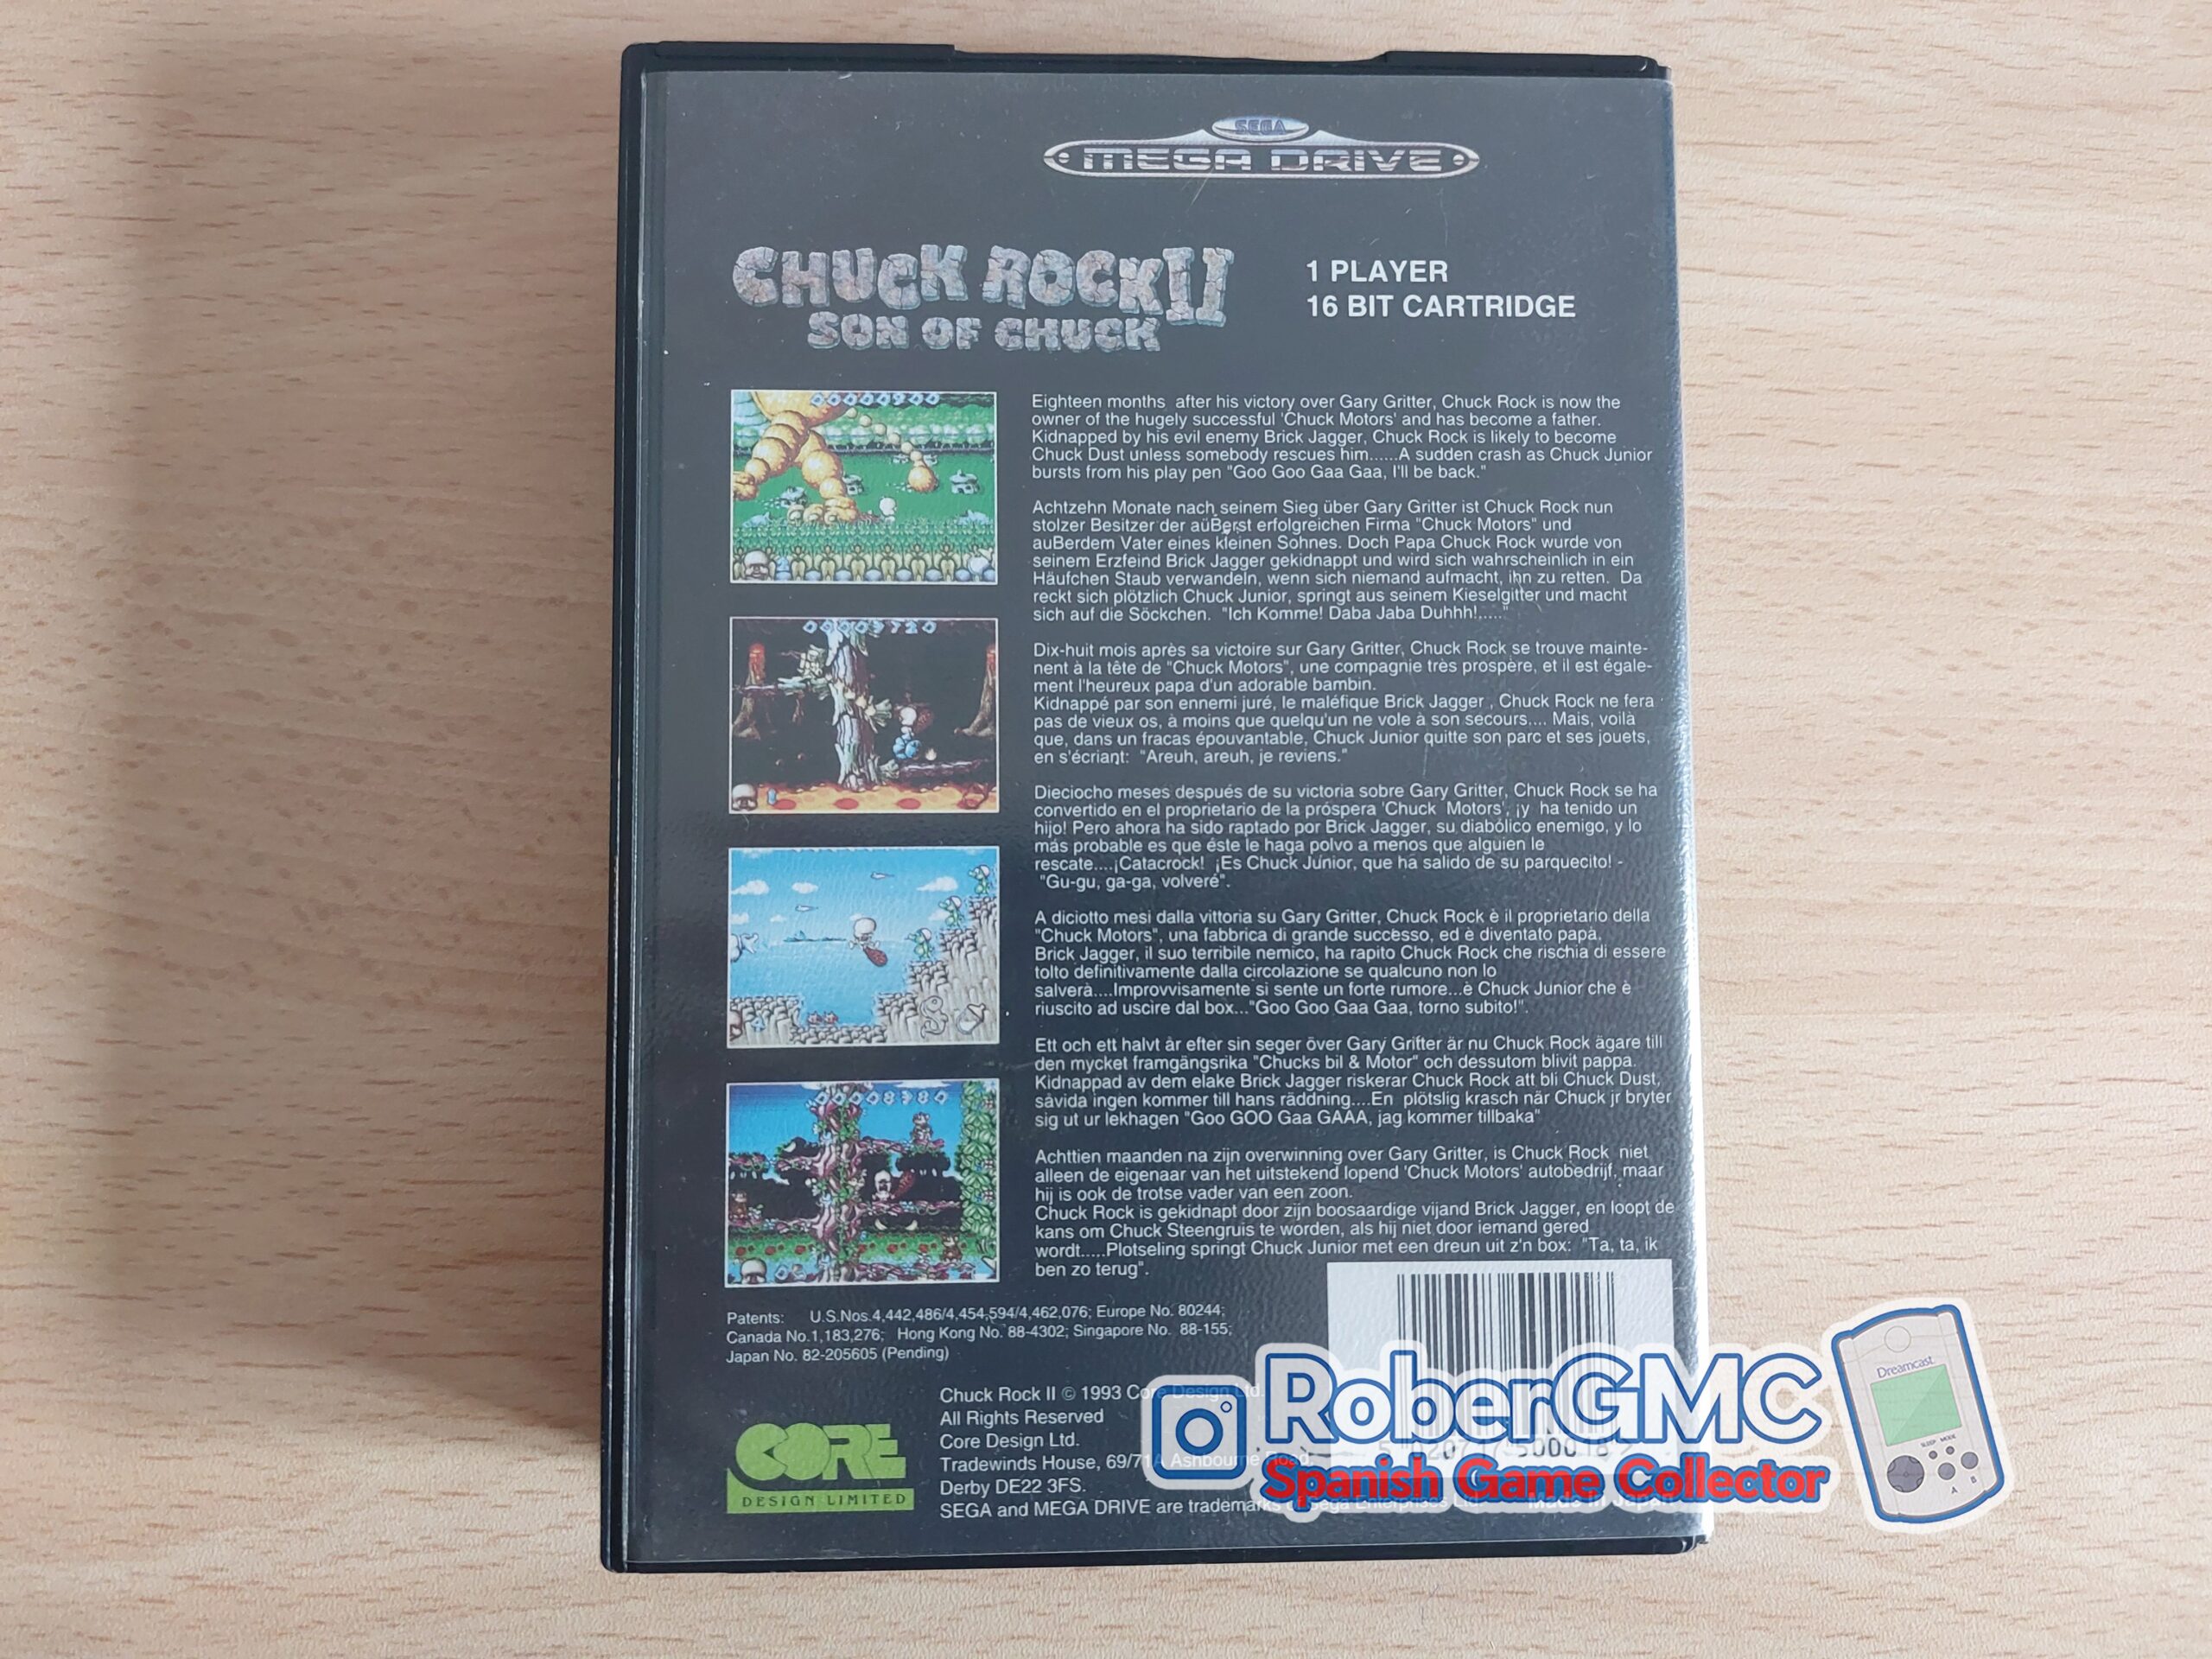 SEGA
MEGA DRIVE
CHUCK ROCK II
SON OF CHUCK
1 PLAYER
16 BIT CARTRIDGE
00000900
00003720
00008980
Eighteen months after his victory over Gary Gritter, Chuck Rock is now the
owner of the hugely successful 'Chuck Motors' and has become a father.
Kidnapped by his evil enemy Brick Jagger, Chuck Rock is likely to become
Chuck Dust unless somebody rescues him......A sudden crash as Chuck Junior
bursts from his play pen "Goo Goo Gaa Gaa, I'll be back."
Achtzehn Monate nach seinem Sieg über Gary Gritter ist Chuck Rock nun
stolzer Besitzer der aüBerst erfolgreichen Firma "Chuck Motors" und
auBerdem Vater eines kleinen Sohnes. Doch Papa Chuck Rock wurde von
seinem Erzfeind Brick Jagger gekidnappt und wird sich wahrscheinlich in ein
Häufchen Staub verwandeln, wenn sich niemand aufmacht, ihn zu retten. Da
reckt sich plötzlich Chuck Junior, springt aus seinem Kieselgitter und macht
sich auf die Söckchen. "Ich Komme! Daba Jaba Duhhh!....."
Dix-huit mois après sa victoire sur Gary Gritter, Chuck Rock se trouve mainte-
nent à la tête de "Chuck Motors", une compagnie très prospère, et il est égale-
ment l'heureux papa d'un adorable bambin.
Kidnappé par son ennemi juré, le maléfique Brick Jagger , Chuck Rock ne fera
pas de vieux os, à moins que quelqu'un ne vole à son secours.... Mais, voilà
que, dans un fracas épouvantable, Chuck Junior quitte son parc et ses jouets,
en s'écriant: "Areuh, areuh, je reviens."
Dieciocho meses después de su victoria sobre Gary Gritter, Chuck Rock se ha
convertido en el proprietario de la próspera 'Chuck Motors', ¡y ha tenido un
hijo! Pero ahora ha sido raptado por Brick Jagger, su diabólico enemigo, y lo
más probable es que éste le haga polvo a menos que alguien le
rescate....¡Catacrock! ¡Es Chuck Junior, que ha salido de su parquecito! -
"Gu-gu, ga-ga, volveré".
A diciotto mesi dalla vittoria su Gary Gritter, Chuck Rock è il proprietario della
"Chuck Motors", una fabbrica di grande successo, ed è diventato papà.
Brick Jagger, il suo terribile nemico, ha rapito Chuck Rock che rischia di essere
tolto definitivamente dalla circolazione se qualcuno non lo
salverà....Improvvisamente si sente un forte rumore...è Chuck Junior che è
riuscito ad uscire dal box..."Goo Goo Gaa Gaa, torno subito!".
Ett och ett halvt år efter sin seger över Gary Gritter är nu Chuck Rock ägare till
den mycket framgängsrika "Chucks bil & Motor" och dessutom blivit pappa.
Kidnappad av dem elake Brick Jagger riskerar Chuck Rock att bli Chuck Dust,
såvida ingen kommer till hans räddning....En plötslig krasch när Chuck jr bryter
sig ut ur lekhagen "Goo GOO Gaa GAAA, jag kommer tillbaka"
Achttien maanden na zijn overwinning over Gary Gritter, is Chuck Rock niet
alleen de eigenaar van het uitstekend lopend 'Chuck Motors' autobedrijf, maar
hij is ook de trotse vader van een zoon.
Chuck Rock is gekidnapt door zijn boosaardige vijand Brick Jagger, en loopt de
kans om Chuck Steengruis te worden, als hij niet door iemand gered
wordt.....Plotseling springt Chuck Junior met een dreun uit z'n box: "Ta, ta, ik
ben zo terug".
Patents: U.S.Nos.4,442,486/4,454,594/4,462,076; Europe No. 80244;
Canada No.1,183,276; Hong Kong No. 88-4302; Singapore No. 88-155;
Japan No. 82-205605 (Pending)
CORE
DESIGN LIMITED
Chuck Rock II © 1993 Core Design Ltd.
All Rights Reserved
Core Design Ltd.
Tradewinds House, 69/71A Ashbourne Road,
Derby DE22 3FS.
SEGA and MEGA DRIVE are trademarks of Sega Enterprises Ltd.
Made in Japan
RoberGMC
Spanish Game Collector
Dreamcast
SLEEP MODE
A
B